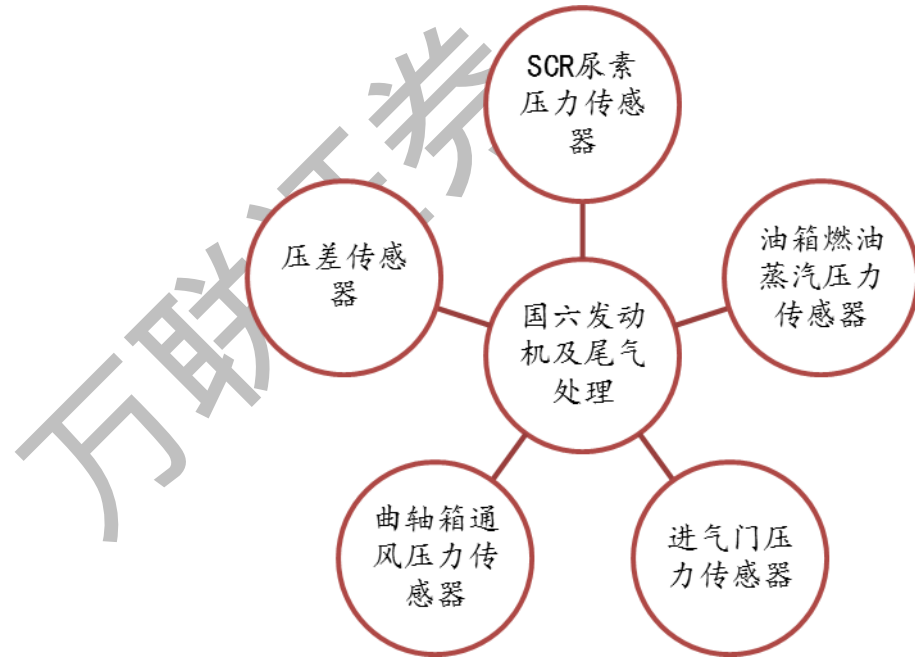 SCR尿素
压力传感
器
油箱燃油
蒸汽压力
传感器
压差传感
器
国六发动
机及尾气
处理
曲轴箱通
风压力传
感器
进气门压
力传感器
万联证券